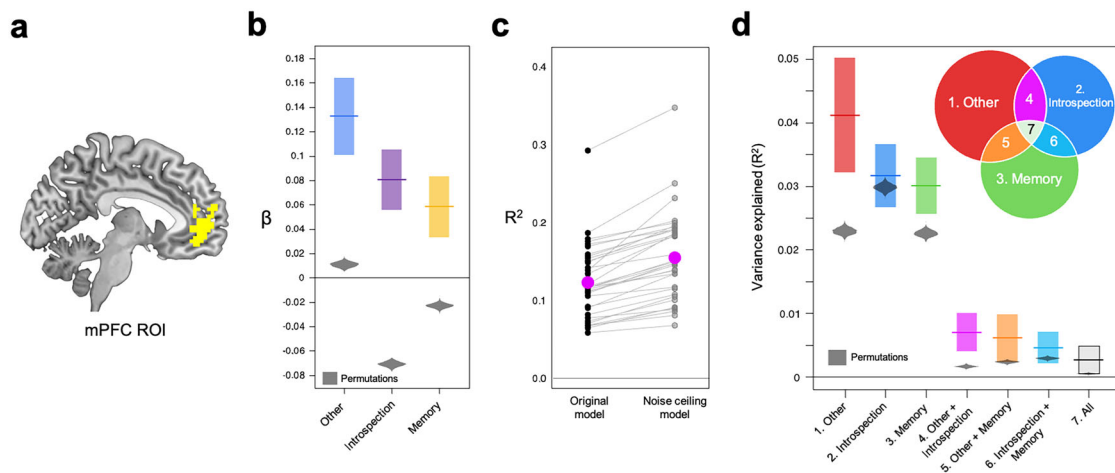 a
mPFC ROI
b
β
0.18
0.16
0.14
0.12
0.1
0.08
0.06
0.04
0.02
0
-0.02
-0.04
-0.06
-0.08
Permutations
Other
Introspection
Memory
c
R²
0.4
0.3
0.2
0.1
0.0
Original
model
Noise ceiling
model
d
Variance explained (R²)
0.05
0.04
0.03
0.02
0.01
0
1. Other
2.
Introspection
3. Memory
4
5
6
7
Permutations
1. Other
2. Introspection
3. Memory
4. Other +
Introspection
5. Other + Memory
6. Introspection +
Memory
7. All